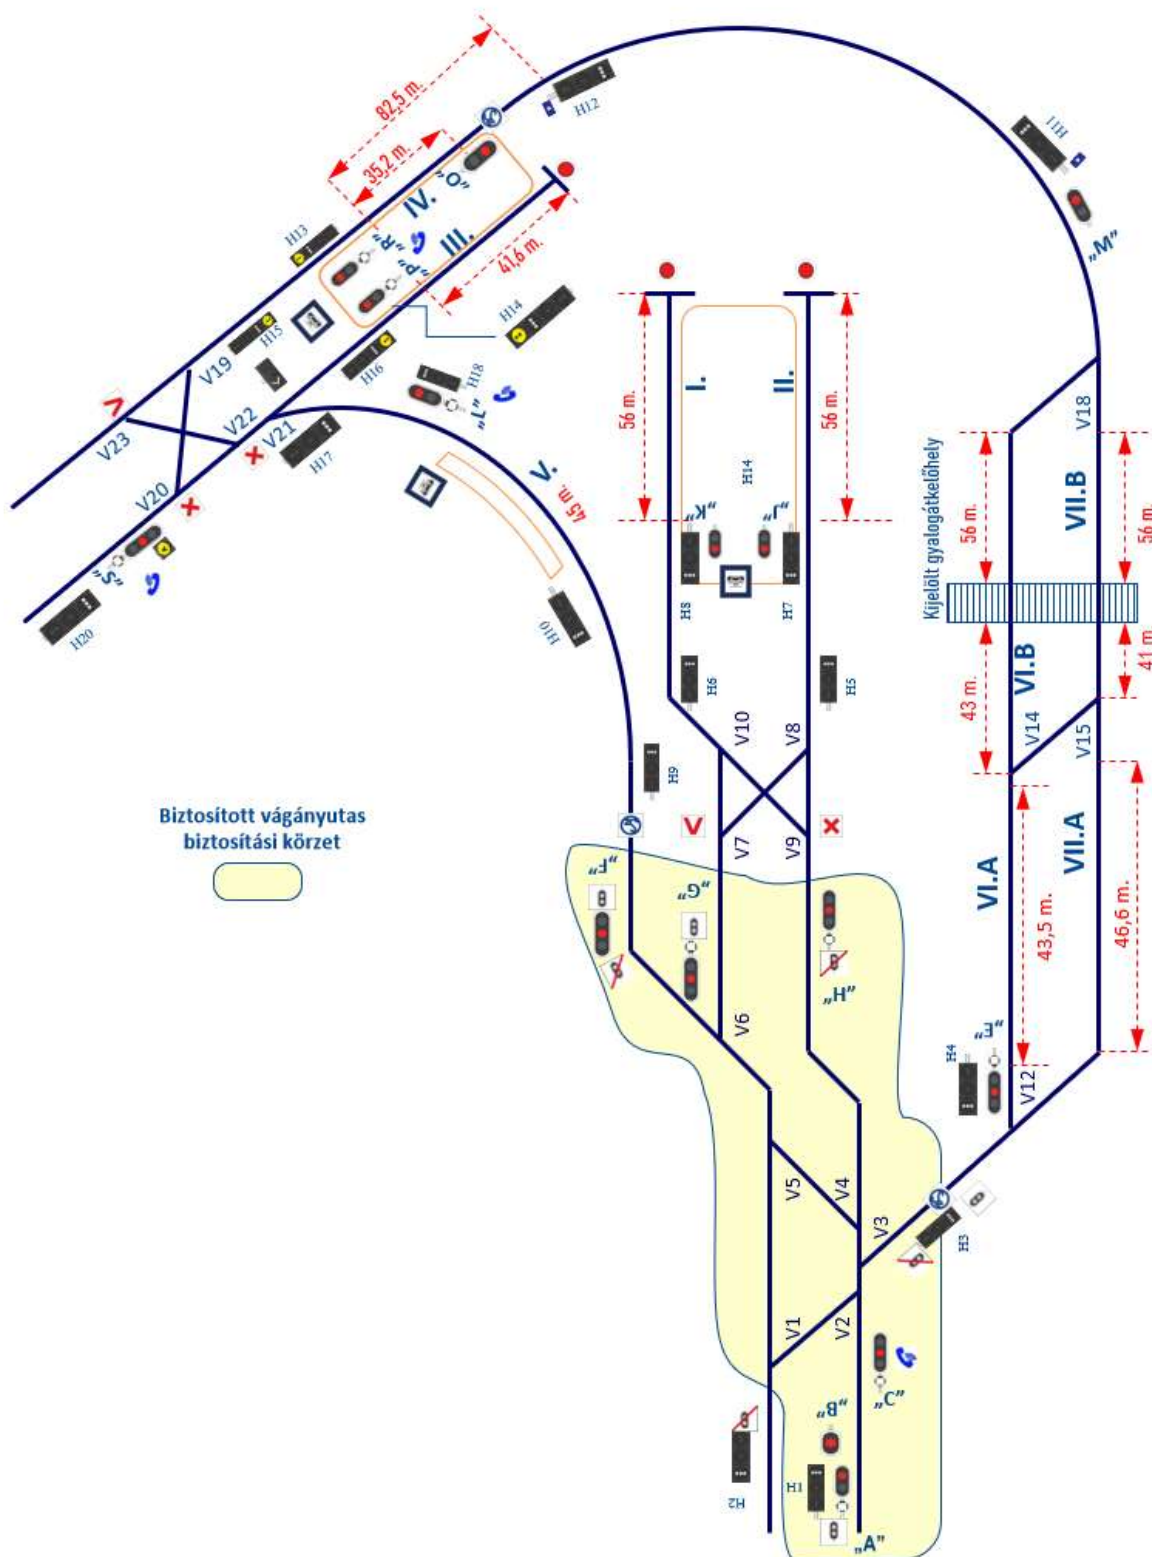 82,5 m.
35,2 m.
H12
H11
„O”
IV.
H13
„R”
III.
„M”
„P”
41,6 m.
H14
H15
V19
H16
H18
„L”
I.
II.
56 m.
56 m.
V18
V23
V22
V21
H17
V20
V.
45 m.
H14
VII.B
56 m.
56 m.
Kijelölt gyalogátkelőhely
„S”
„K”
„J”
H20
H10
H8
H7
VI.B
41 m
43 m.
H6
H5
V14
V15
V10
V8
H9
Biztosított vágányutas
biztosítási körzet
V7
V9
„F”
„G”
VI.A
VII.A
43,5 m.
46,6 m.
„H”
V6
„E”
H4
V12
V5
V4
V3
H3
V1
V2
„C”
„B”
H2
H1
„A”